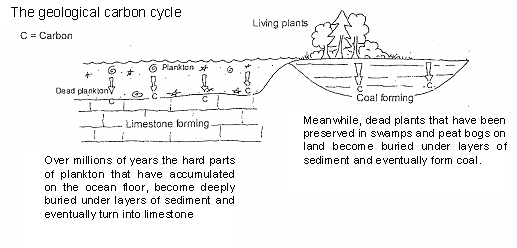 The geological carbon cycle
C = Carbon
Living plants
Plankton
Dead plankton
C
C
C
C
C
C
Coal forming
Limestone forming
Meanwhile, dead plants that have been
preserved in swamps and peat bogs on
land become buried under layers of
sediment and eventually form coal.
Over millions of years the hard parts
of plankton that have accumulated
on the ocean floor, become deeply
buried under layers of sediment and
eventually turn into limestone